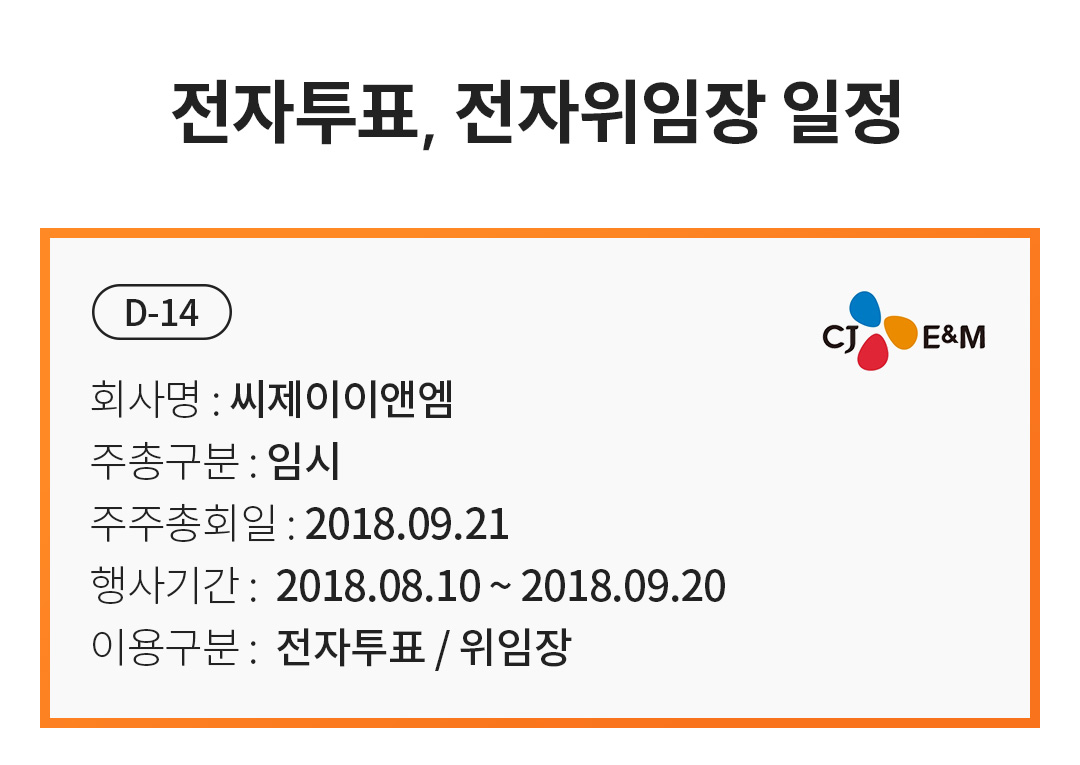 전자투표, 전자위임장 일정
D-14
CJ E&M
회사명 : 씨제이이앤엠
주총구분 : 임시
주주총회일 : 2018.09.21
행사기간 : 2018.08.10 ~ 2018.09.20
이용구분 : 전자투표 / 위임장